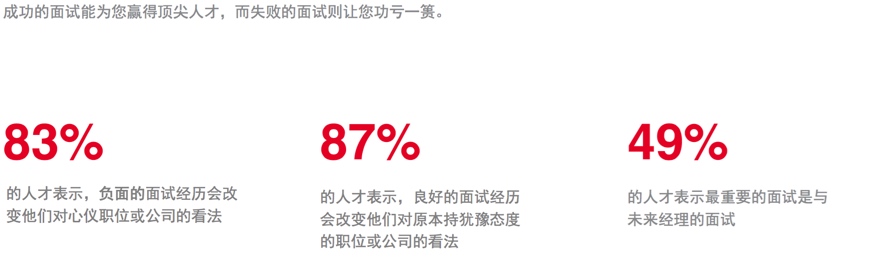 成功的面试能为您赢得顶尖人才，而失败的面试则让您功亏一篑。
83%
的人才表示，负面的面试经历会改
变他们对心仪职位或公司的看法
87%
的人才表示，良好的面试经历
会改变他们对原本持犹豫态度
的职位或公司的看法
49%
的人才表示最重要的面试是与
未来经理的面试